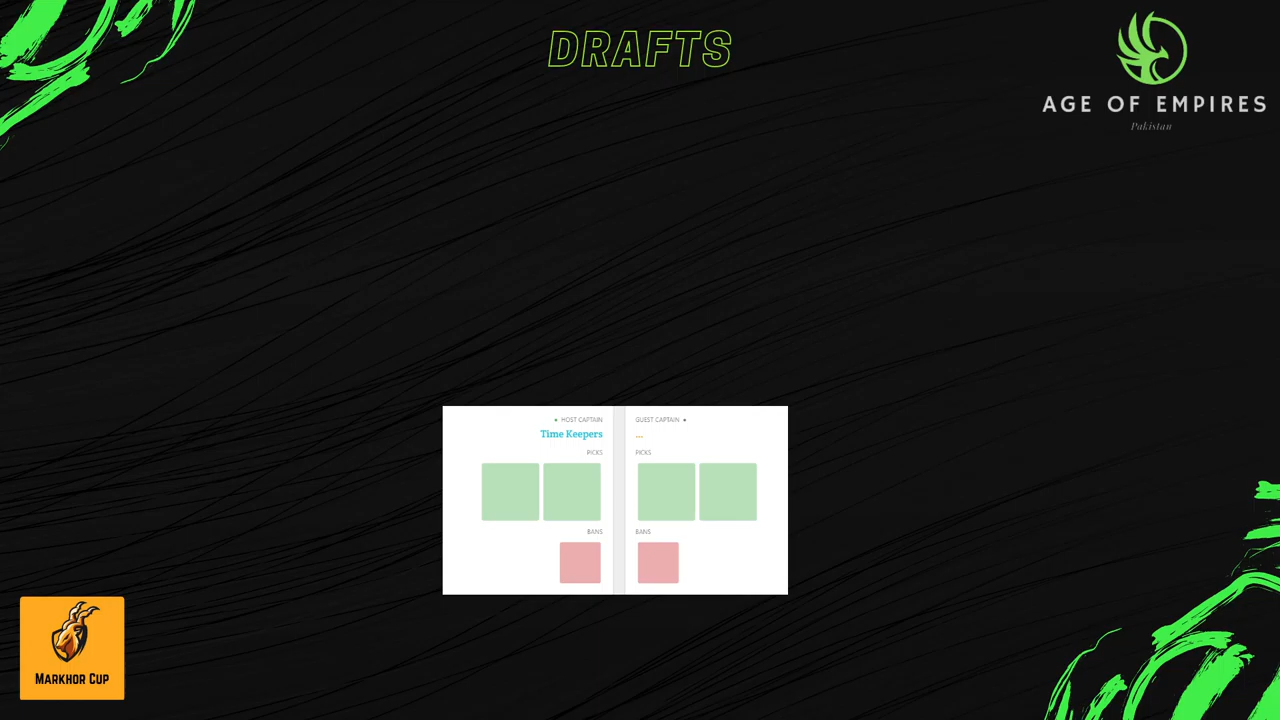 DRAFTS
AGE OF EMPIRES
Pakistan
HOST CAPTAIN
Time Keepers
PICKS
BANS
GUEST CAPTAIN
...
PICKS
BANS
MARKHOR CUP